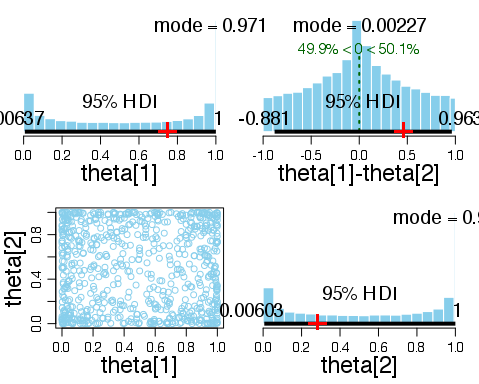 mode = 0.971
95% HDI
00637
1
0.0 0.2 0.4 0.6 0.8 1.0
theta[1]
mode = 0.00227
49.9% < 0 < 50.1%
95% HDI
-0.881
0.963
-1.0 -0.5 0.0 0.5 1.0
theta[1]-theta[2]
theta[2]
0.0 0.4 0.8
0.0 0.2 0.4 0.6 0.8 1.0
theta[1]
mode = 0.9
95% HDI
0.00603
1
0.0 0.2 0.4 0.6 0.8 1.0
theta[2]